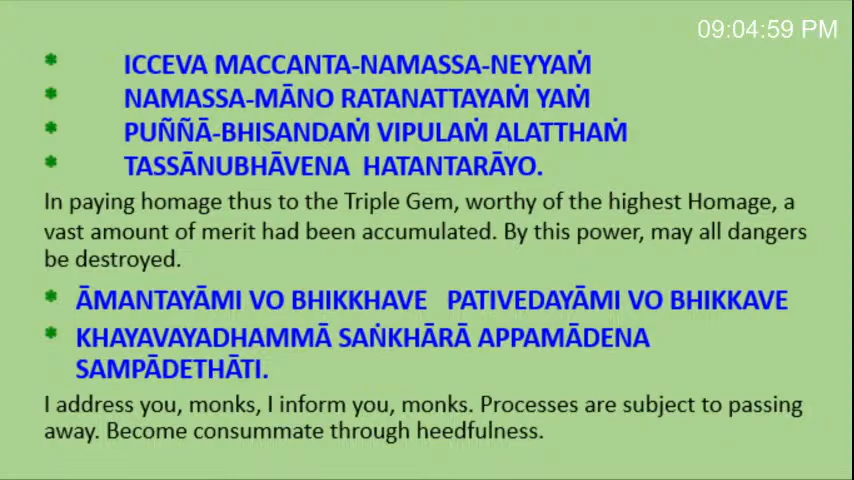 09:04:59 PM
* ICCEVA MACCANTA-NAMASSA-NEYYAṀ
* NAMASSA-MĀNO RATANATTAYAṀ YAṀ
* PUÑÑĀ-BHISANDAṀ VIPULAṀ ALATTHAṀ
* TASSĀNUBHĀVENA HATANTARĀYO.
In paying homage thus to the Triple Gem, worthy of the highest Homage, a
vast amount of merit had been accumulated. By this power, may all dangers
be destroyed.
* ĀMANTAYĀMI VO BHIKKHAVE PATIVEDAYĀMI VO BHIKKAVE
* KHAYAVAYADHAMMĀ SAṄKHĀRĀ APPAMĀDENA
SAMPĀDETHĀTI.
I address you, monks, I inform you, monks. Processes are subject to passing
away. Become consummate through heedfulness.